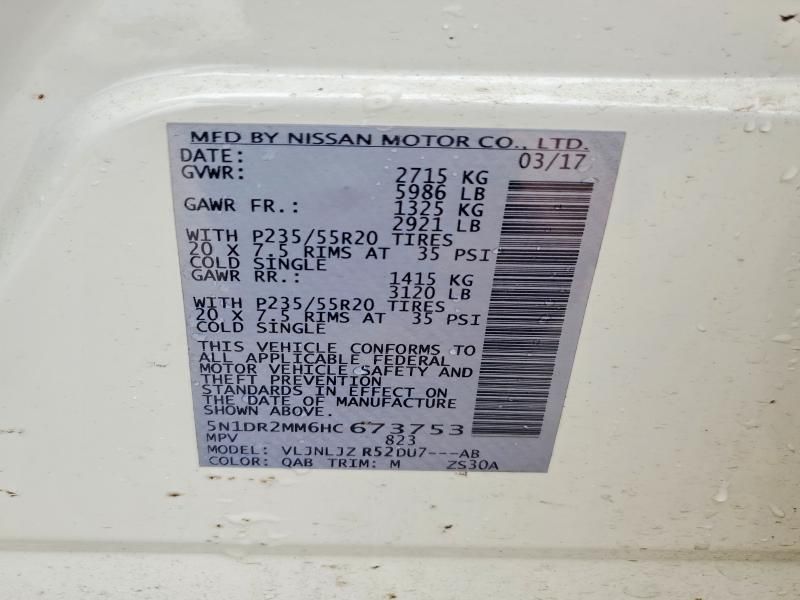 MFD BY NISSAN MOTOR CO., LTD.
DATE: 03/17
GVWR: 2715 KG
5986 LB
GAWR FR.: 1325 KG
2921 LB
WITH P235/55R20 TIRES
20 X 7.5 RIMS AT 35 PSI
COLD SINGLE
GAWR RR.: 1415 KG
3120 LB
WITH P235/55R20 TIRES
20 X 7.5 RIMS AT 35 PSI
COLD SINGLE
THIS VEHICLE CONFORMS TO
ALL APPLICABLE FEDERAL
MOTOR VEHICLE SAFETY AND
THEFT PREVENTION
STANDARDS IN EFFECT ON
THE DATE OF MANUFACTURE
SHOWN ABOVE.
5N1DR2MM6HC673753
MPV 823
MODEL: VLJNLJZ R52DU7---AB
COLOR: QAB TRIM: M ZS30A